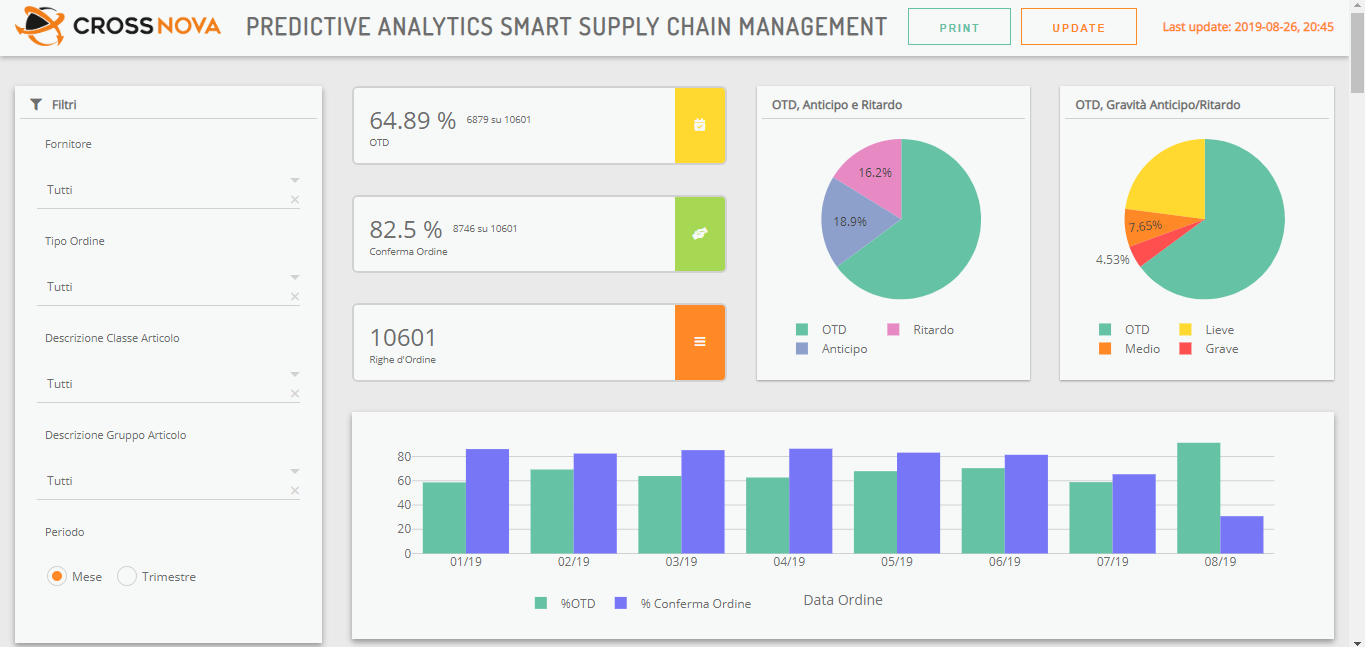 CROSSNOVA
PREDICTIVE ANALYTICS SMART SUPPLY CHAIN MANAGEMENT
PRINT
UPDATE
Last update: 2019-08-26, 20:45
Filtri
Fornitore
Tutti
Tipo Ordine
Tutti
Descrizione Classe Articolo
Tutti
Descrizione Gruppo Articolo
Tutti
Periodo
Mese
Trimestre
64.89 % 6879 su 10601
OTD
82.5 % 8746 su 10601
Conferma Ordine
10601
Righe d'Ordine
OTD, Anticipo e Ritardo
16.2%
18.9%
OTD Ritardo
Anticipo
OTD, Gravità Anticipo/Ritardo
7.65%
4.53%
OTD Lieve
Medio Grave
80
60
40
20
0
01/19 02/19 03/19 04/19 05/19 06/19 07/19 08/19
%OTD % Conferma Ordine Data Ordine